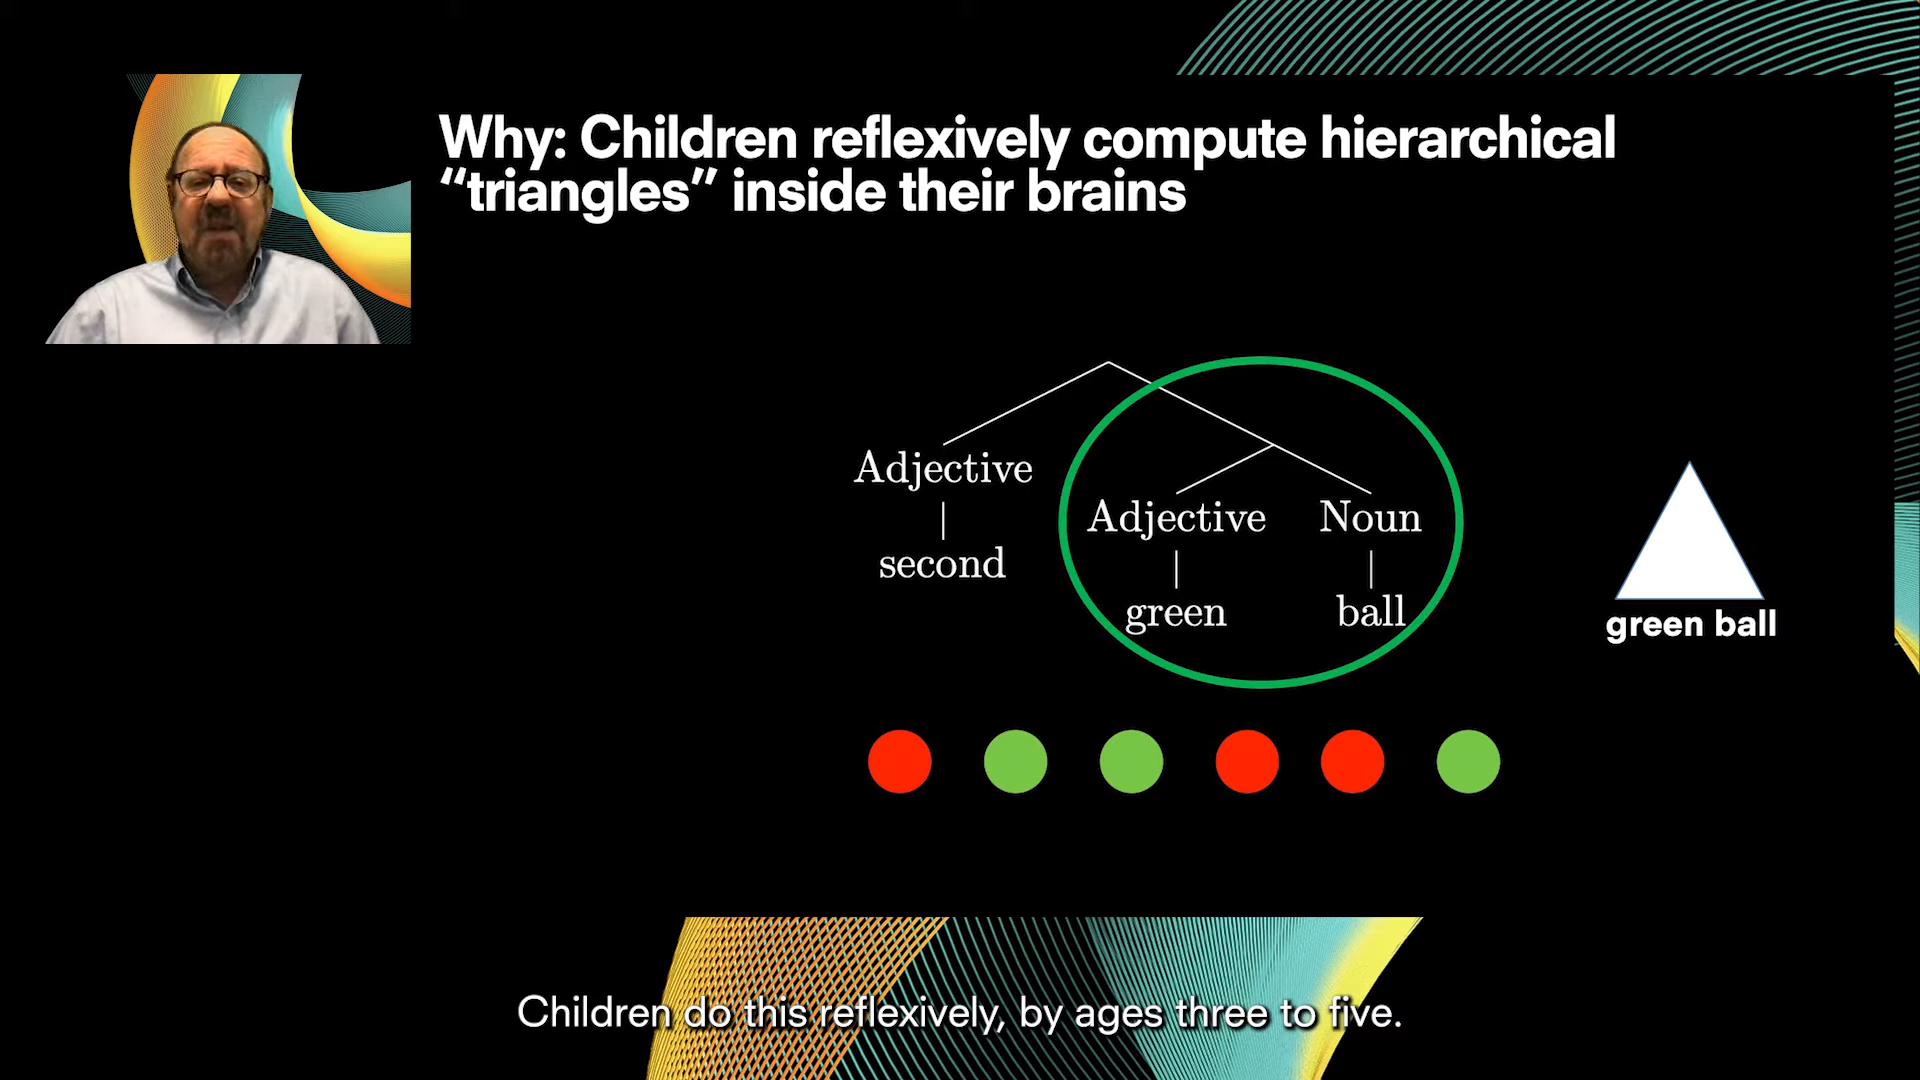 Why: Children reflexively compute hierarchical
“triangles” inside their brains
Adjective
second
Adjective Noun
green ball
green ball
Children do this reflexively, by ages three to five.